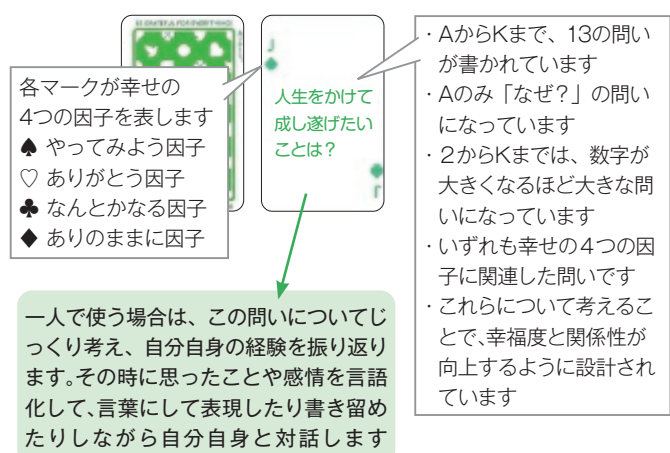 各マークが幸せの
4つの因子を表します
♠ やってみよう因子
♡ ありがとう因子
♣ なんとかなる因子
◆ ありのままに因子
J
人生をかけて
成し遂げたい
ことは？
J
・AからKまで、13の問い
が書かれています
・Aのみ「なぜ？」の問い
になっています
・２からKまでは、数字が
大きくなるほど大きな問
いになっています
・いずれも幸せの４つの因
子に関連した問いです
・これらについて考えるこ
とで、幸福度と関係性が
向上するように設計され
ています
一人で使う場合は、この問いについてじ
っくり考え、自分自身の経験を振り返り
ます。その時に思ったことや感情を言語
化して、言葉にして表現したり書き留め
たりしながら自分自身と対話します